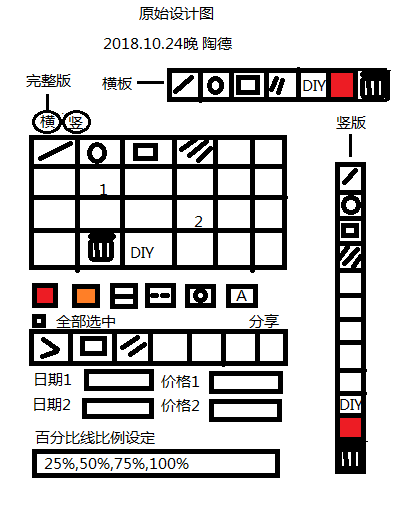 原始设计图
2018.10.24晚 陶德
完整版
横板
DIY
横 竖
竖版
1
2
DIY
A
全部选中
分享
日期1
价格1
日期2
价格2
DIY
百分比线比例设定
25%,50%,75%,100%